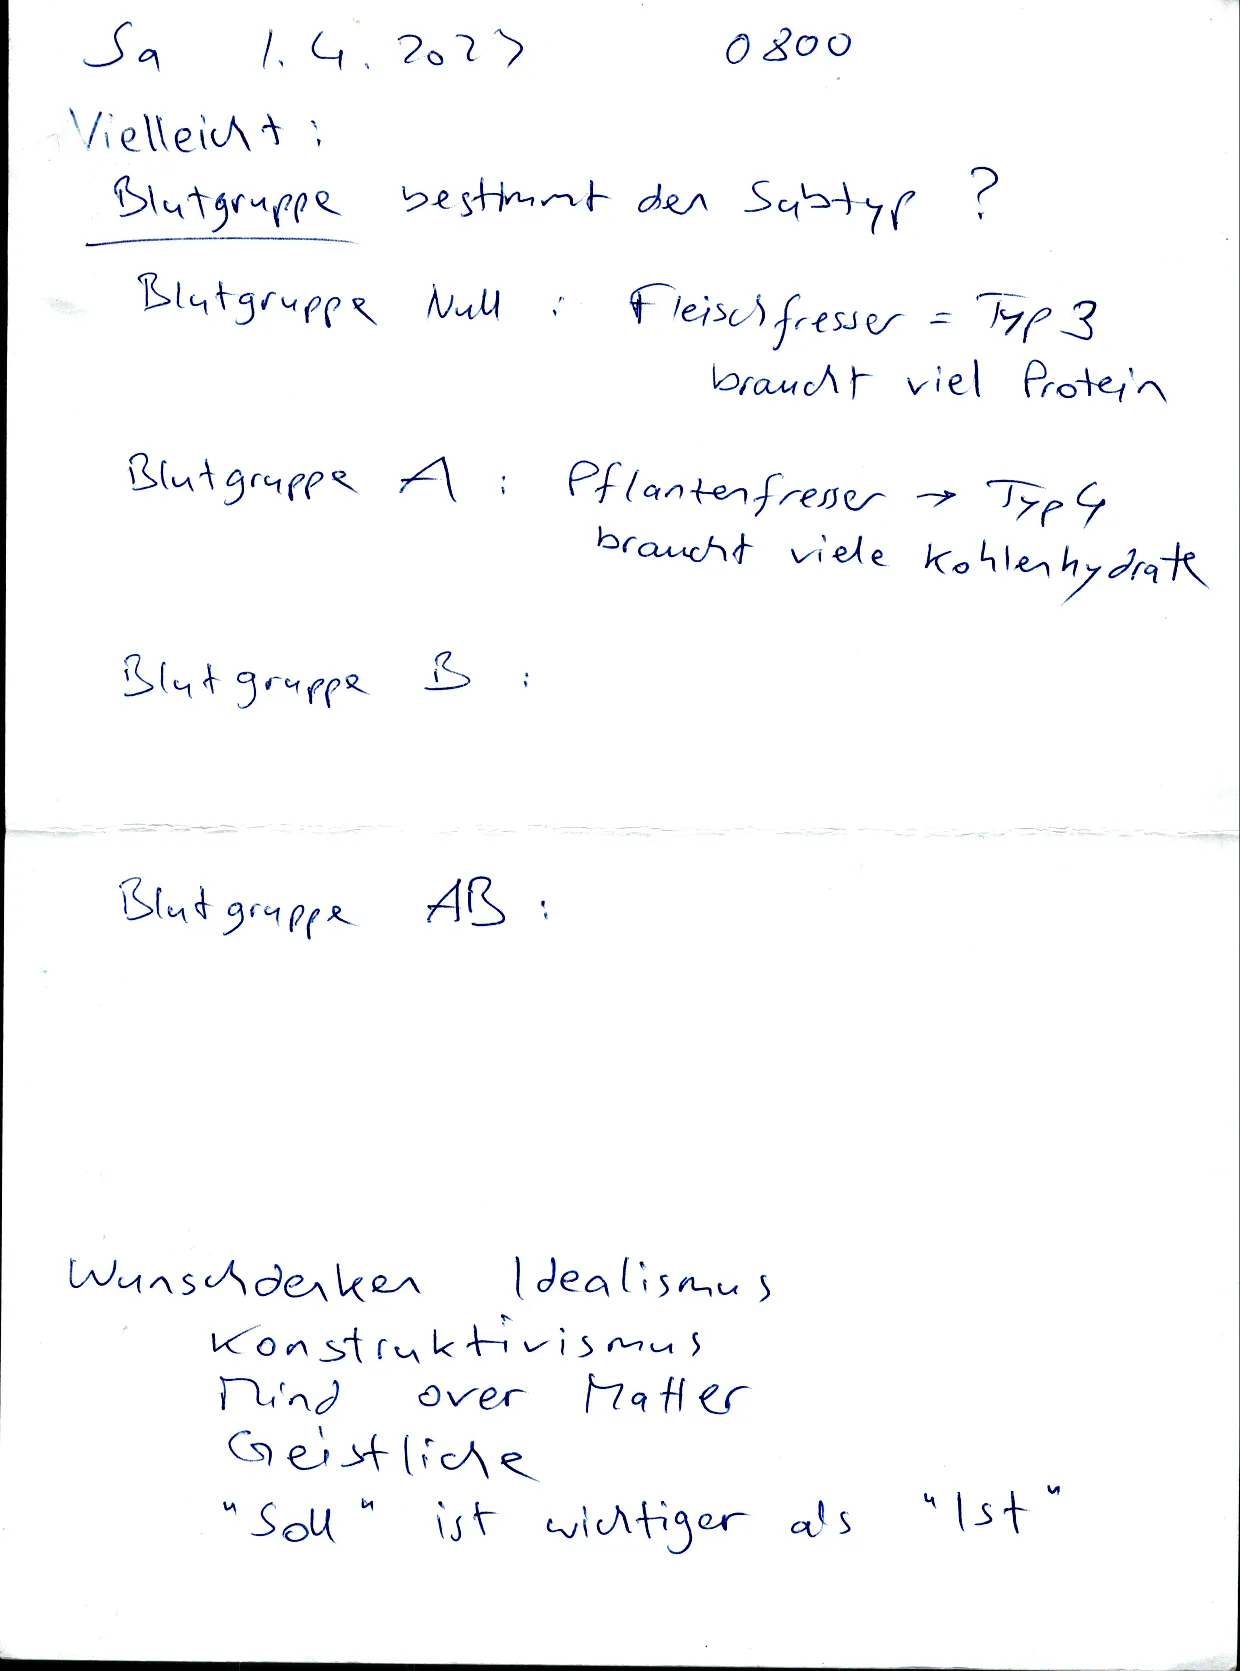 Sa 1.4.2023 0800
Vielleicht:
Blutgruppe bestimmt den Subtyp ?
Blutgruppe Null : Fleischfresser = Typ 3
braucht viel Protein
Blutgruppe A : Pflantenfresser → Typ 4
braucht viele Kohlenhydrate
Blutgruppe B :
Blutgruppe AB :
Wunschdenken Idealismus
Konstruktivismus
Mind over Matter
Geistliche
"Soll" ist wichtiger als "Ist"